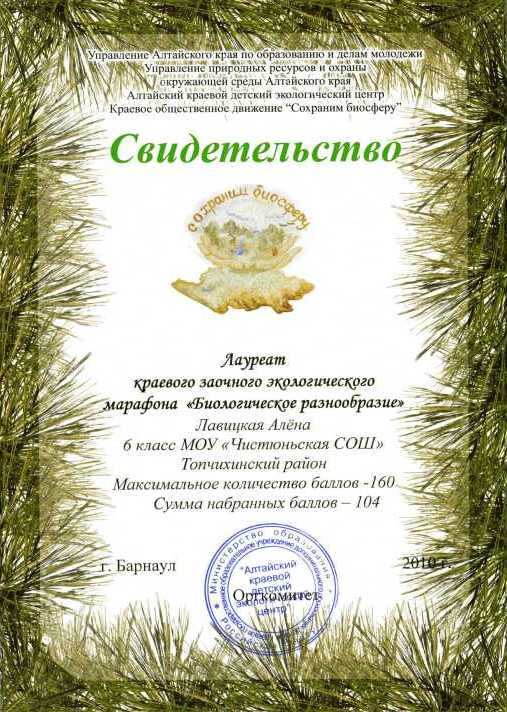 Управление Алтайского края по образованию и делам молодежи
Управление природных ресурсов и охраны
окружающей среды Алтайского края
Алтайский краевой детский экологический центр
Краевое общественное движение “Сохраним биосферу”
Свидетельство
сохраним биосферу
Лауреат
краевого заочного экологического
марафона «Биологическое разнообразие»
Лавицкая Алёна
6 класс МОУ «Чистюньская СОШ»
Топчихинский район
Максимальное количество баллов -160
Сумма набранных баллов – 104
г. Барнаул
2010 г.
Оргкомитет
Министерство образования
"Алтайский
краевой
детский
экологический
центр"